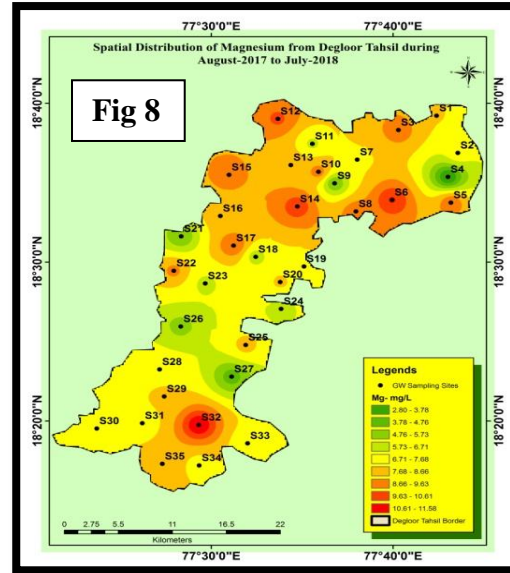 77°30'0"E 77°40'0"E
Spatial Distribution of Magnesium from Degloor Tahsil during
August-2017 to July-2018
Fig 8
18°40'0"N 18°40'0"N
18°30'0"N 18°30'0"N
18°20'0"N 18°20'0"N
S1
S12
S3
S11
S2
S7
S13
S15
S10
S9
S4
S6
S5
S14
S8
S16
S21
S17
S18
S19
S22
S23
S20
S24
S26
S25
S28
S27
S29
S30
S31
S32
S33
S35
S34
Legends
GW Sampling Sites
Mg- mg/L
2.80 - 3.78
3.78 - 4.76
4.76 - 5.73
5.73 - 6.71
6.71 - 7.68
7.68 - 8.66
8.66 - 9.63
9.63 - 10.61
10.61 - 11.58
Degloor Tahsil Border
0 2.75 5.5 11 16.5 22
Kilometers
77°30'0"E 77°40'0"E